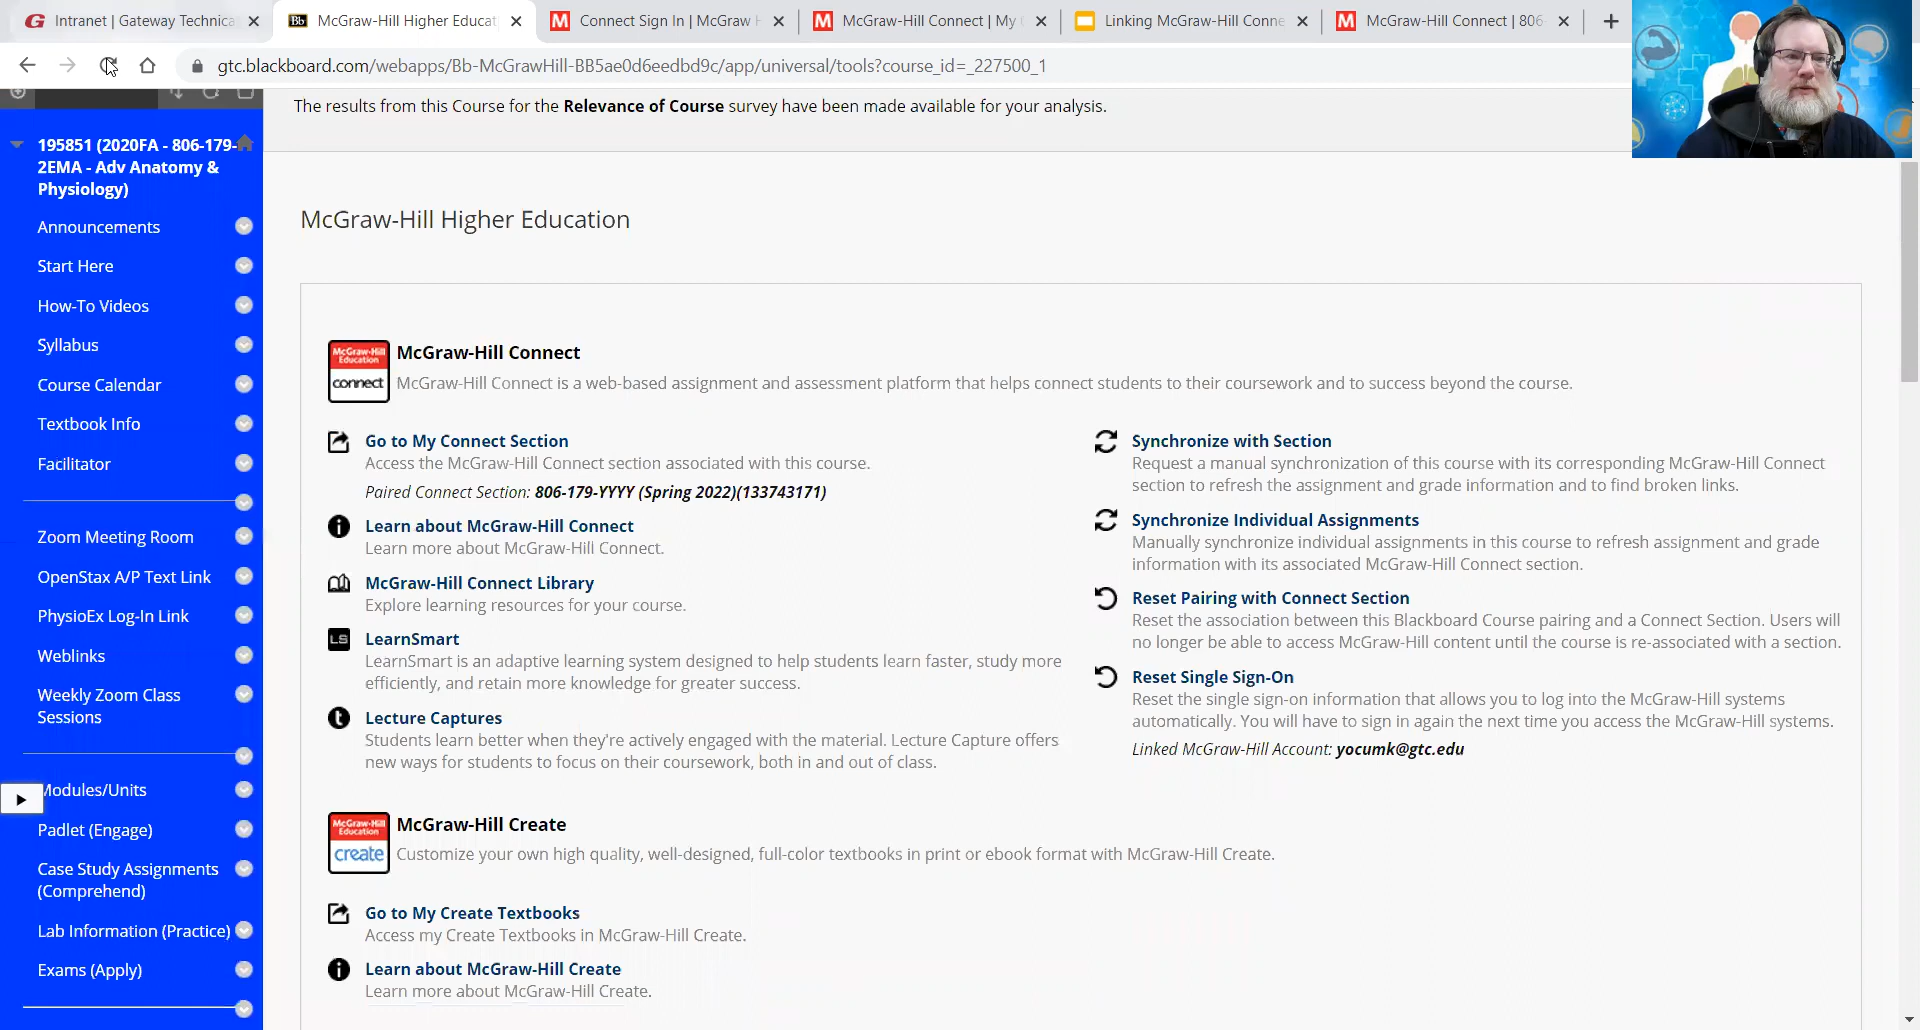 Intranet | Gateway Technica
McGraw-Hill Higher Educat
Connect Sign In | McGraw H
McGraw-Hill Connect | My
Linking McGraw-Hill Conne
McGraw-Hill Connect | 806-
gtc.blackboard.com/webapps/Bb-McGrawHill-BB5ae0d6eedbd9c/app/universal/tools?course_id=_227500_1
The results from this Course for the Relevance of Course survey have been made available for your analysis.
195851 (2020FA - 806-179-
2EMA - Adv Anatomy &
Physiology)
Announcements
Start Here
How-To Videos
Syllabus
Course Calendar
Textbook Info
Facilitator
Zoom Meeting Room
OpenStax A/P Text Link
PhysioEx Log-In Link
Weblinks
Weekly Zoom Class
Sessions
Modules/Units
Padlet (Engage)
Case Study Assignments
(Comprehend)
Lab Information (Practice)
Exams (Apply)
McGraw-Hill Higher Education
McGraw-Hill
Education
connect
McGraw-Hill Connect
McGraw-Hill Connect is a web-based assignment and assessment platform that helps connect students to their coursework and to success beyond the course.
Go to My Connect Section
Access the McGraw-Hill Connect section associated with this course.
Paired Connect Section: 806-179-YYYY (Spring 2022)(133743171)
Learn about McGraw-Hill Connect
Learn more about McGraw-Hill Connect.
McGraw-Hill Connect Library
Explore learning resources for your course.
LS
LearnSmart
LearnSmart is an adaptive learning system designed to help students learn faster, study more
efficiently, and retain more knowledge for greater success.
Lecture Captures
Students learn better when they're actively engaged with the material. Lecture Capture offers
new ways for students to focus on their coursework, both in and out of class.
Synchronize with Section
Request a manual synchronization of this course with its corresponding McGraw-Hill Connect
section to refresh the assignment and grade information and to find broken links.
Synchronize Individual Assignments
Manually synchronize individual assignments in this course to refresh assignment and grade
information with its associated McGraw-Hill Connect section.
Reset Pairing with Connect Section
Reset the association between this Blackboard Course pairing and a Connect Section. Users will
no longer be able to access McGraw-Hill content until the course is re-associated with a section.
Reset Single Sign-On
Reset the single sign-on information that allows you to log into the McGraw-Hill systems
automatically. You will have to sign in again the next time you access the McGraw-Hill systems.
Linked McGraw-Hill Account: yocumk@gtc.edu
McGraw-Hill
Education
create
McGraw-Hill Create
Customize your own high quality, well-designed, full-color textbooks in print or ebook format with McGraw-Hill Create.
Go to My Create Textbooks
Access my Create Textbooks in McGraw-Hill Create.
Learn about McGraw-Hill Create
Learn more about McGraw-Hill Create.